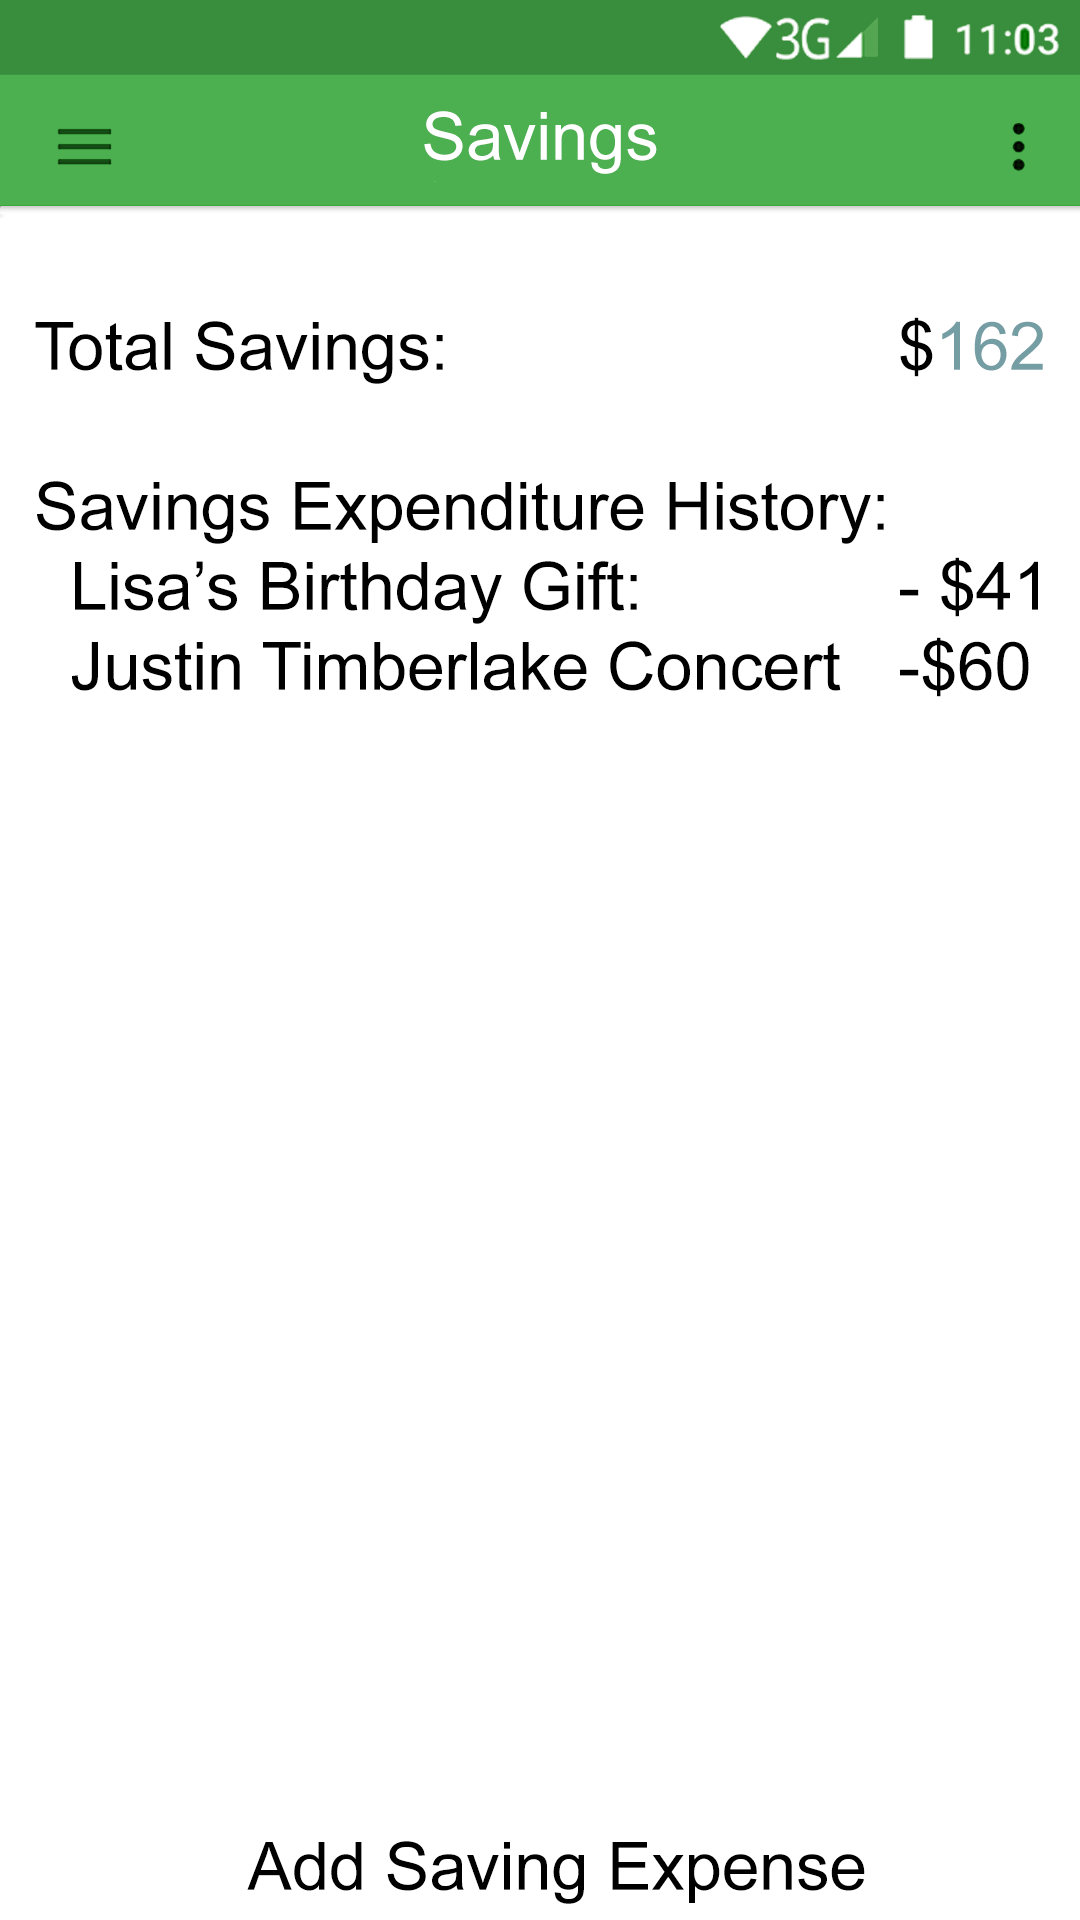 3G 11:03
Savings
Total Savings: $162
Savings Expenditure History:
Lisa’s Birthday Gift: - $41
Justin Timberlake Concert -$60
Add Saving Expense